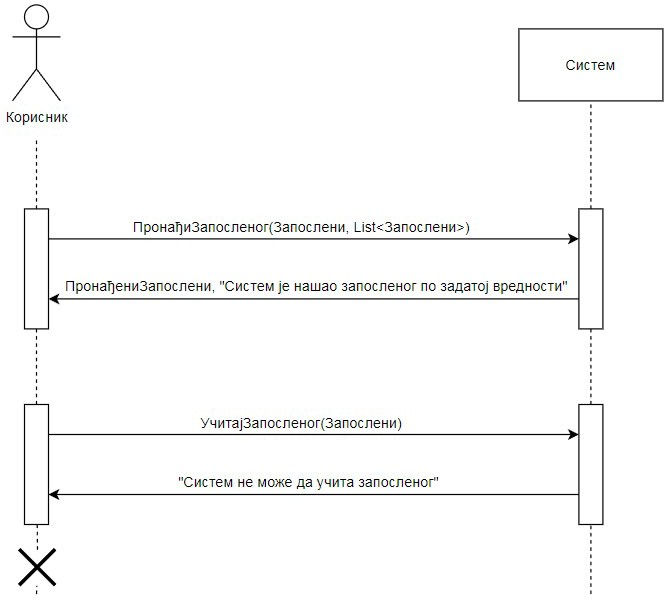 Корисник
Систем
ПронађиЗапосленог(Запослени, List<Запослени>)
ПронађениЗапослени, "Систем је нашао запосленог по задатој вредности"
УчитајЗапосленог(Запослени)
"Систем не може да учита запосленог"